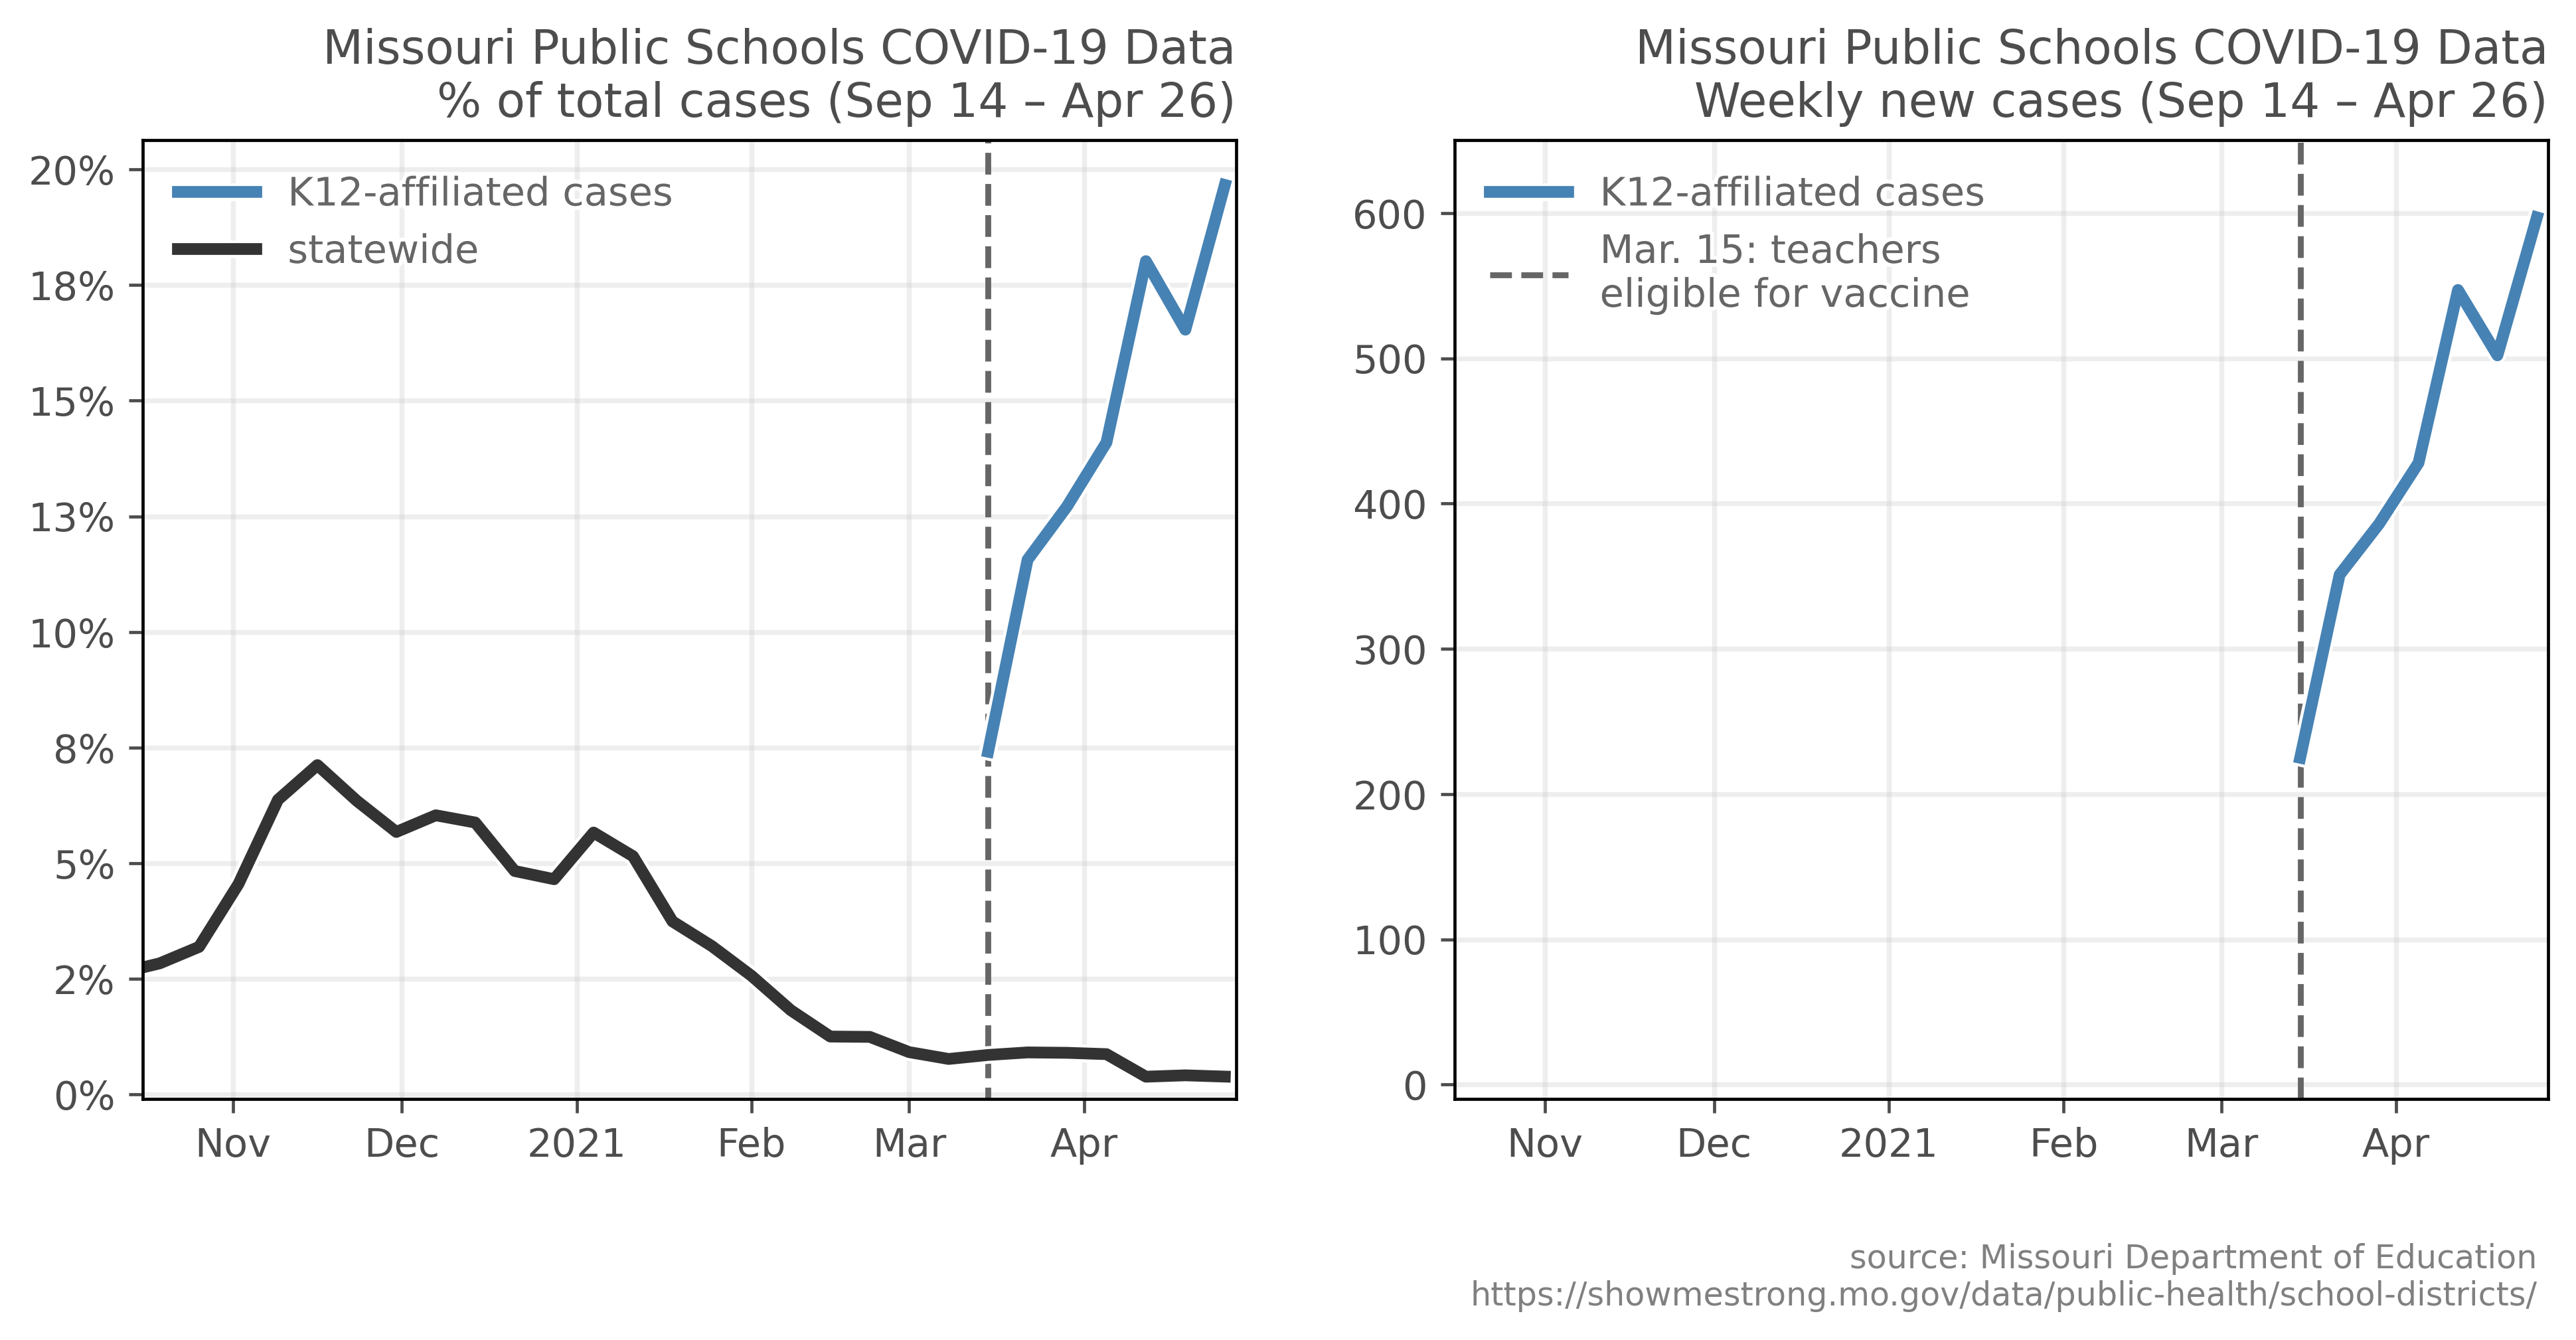 Missouri Public Schools COVID-19 Data
% of total cases (Sep 14 – Apr 26)
20%
18%
15%
13%
10%
8%
5%
2%
0%
K12-affiliated cases
statewide
Nov
Dec
2021
Feb
Mar
Apr
Missouri Public Schools COVID-19 Data
Weekly new cases (Sep 14 – Apr 26)
600
500
400
300
200
100
0
K12-affiliated cases
Mar. 15: teachers
eligible for vaccine
Nov
Dec
2021
Feb
Mar
Apr
source: Missouri Department of Education
https://showmestrong.mo.gov/data/public-health/school-districts/